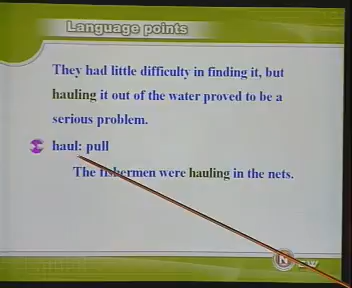 Language points
They had little difficulty in finding it, but
hauling it out of the water proved to be a
serious problem.
haul: pull
The fishermen were hauling in the nets.
N